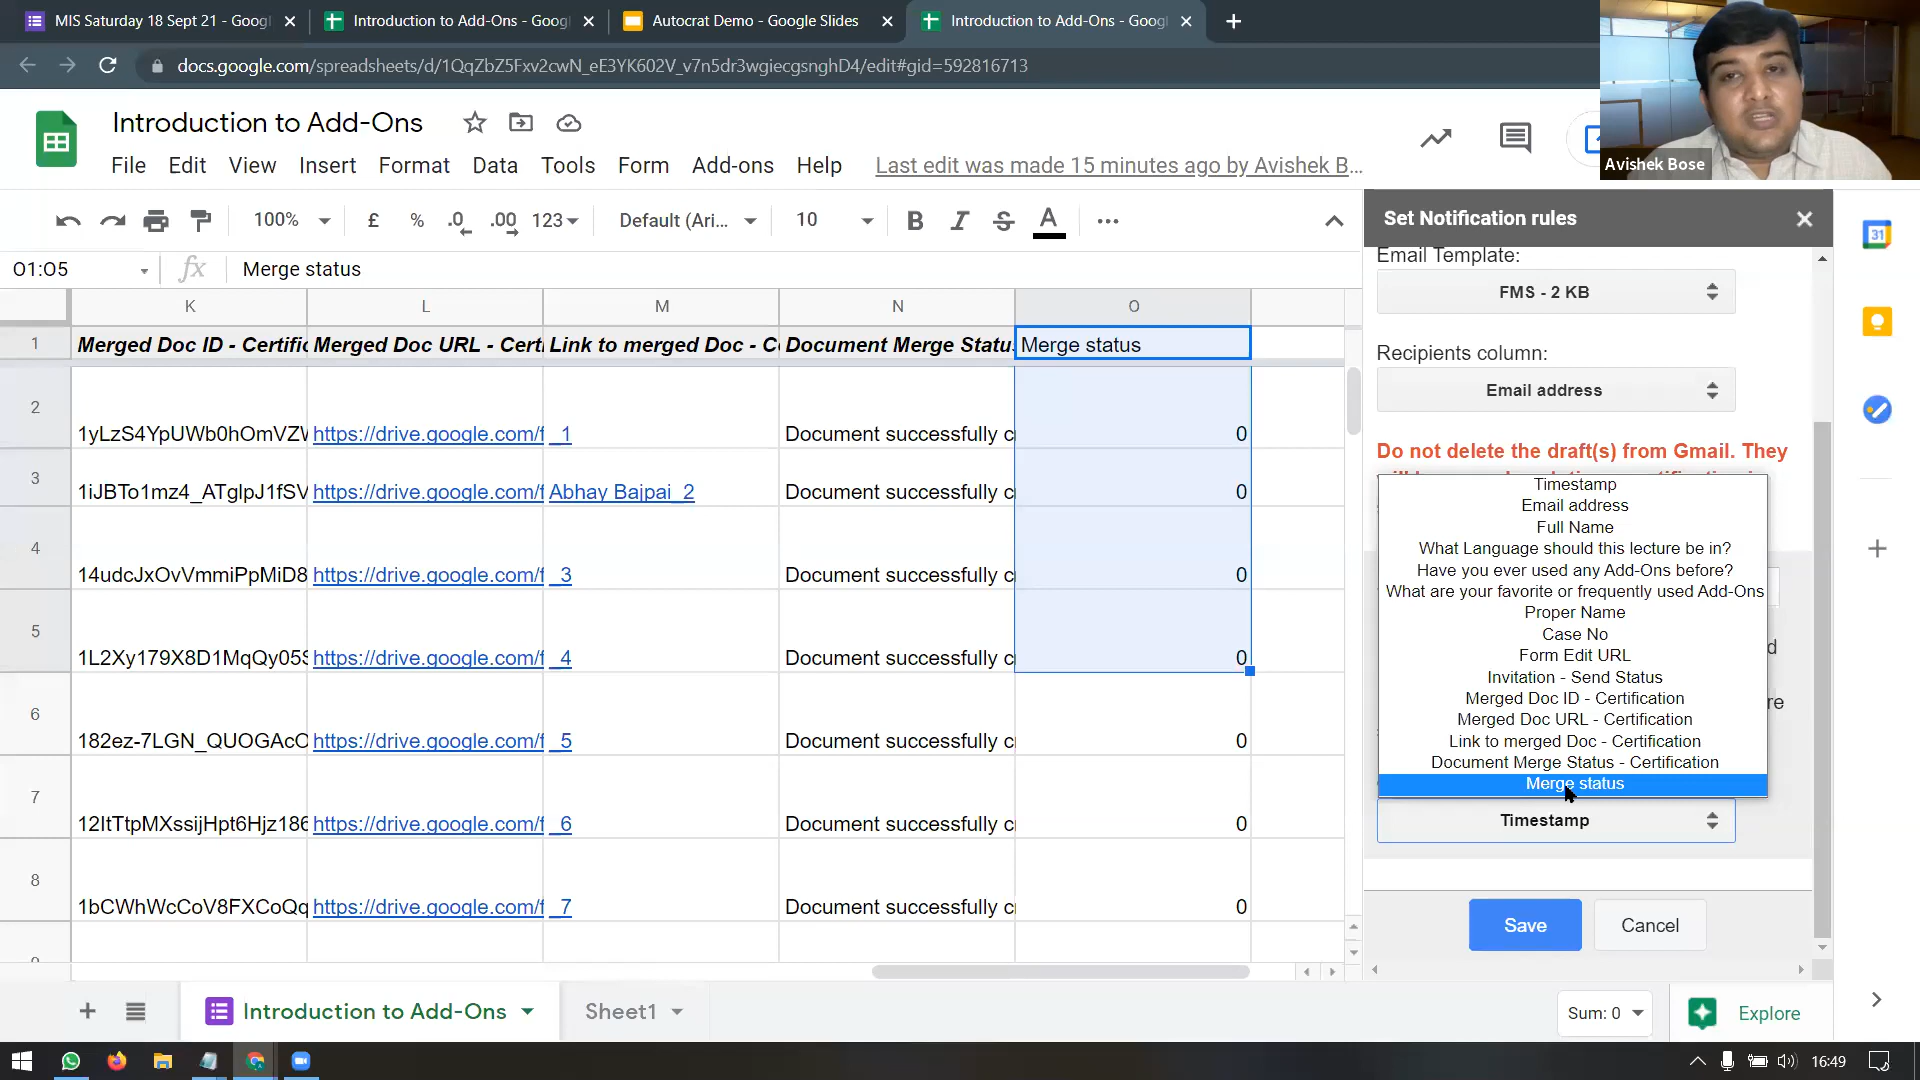 MIS Saturday 18 Sept 21 - Googl
Introduction to Add-Ons - Goog
Autocrat Demo - Google Slides
Introduction to Add-Ons - Googl
docs.google.com/spreadsheets/d/1QqZbZ5Fxv2cwN_eE3YK602V_v7n5dr3wgiecgsnghD4/edit#gid=592816713
Avishek Bose
Introduction to Add-Ons
File Edit View Insert Format Data Tools Form Add-ons Help
Last edit was made 15 minutes ago by Avishek B...
100% £ % .0 .00 123 Default (Ari... 10 B I S A
O1:O5 fx Merge status
K L M N O
1 Merged Doc ID - Certific Merged Doc URL - Cert Link to merged Doc - C Document Merge Statu Merge status
2 1yLzS4YpUWb0hOmVZV https://drive.google.com/f _1 Document successfully c 0
3 1iJBTo1mz4_ATglpJ1fSV https://drive.google.com/f Abhay Bajpai_2 Document successfully c 0
4 14udcJxOvVmmiPpMiD8 https://drive.google.com/f _3 Document successfully c 0
5 1L2Xy179X8D1MqQy05S https://drive.google.com/f _4 Document successfully c 0
6 182ez-7LGN_QUOGAcC https://drive.google.com/f _5 Document successfully c 0
7 12ItTtpMXssijHpt6Hjz186 https://drive.google.com/f _6 Document successfully c 0
8 1bCWhWcCoV8FXCoQq https://drive.google.com/f _7 Document successfully c 0
Set Notification rules
Email Template:
FMS - 2 KB
Recipients column:
Email address
Do not delete the draft(s) from Gmail. They
Timestamp
Email address
Full Name
What Language should this lecture be in?
Have you ever used any Add-Ons before?
What are your favorite or frequently used Add-Ons
Proper Name
Case No
Form Edit URL
Invitation - Send Status
Merged Doc ID - Certification
Merged Doc URL - Certification
Link to merged Doc - Certification
Document Merge Status - Certification
Merge status
Timestamp
Save Cancel
31
Introduction to Add-Ons Sheet1
Sum: 0 Explore
16:49